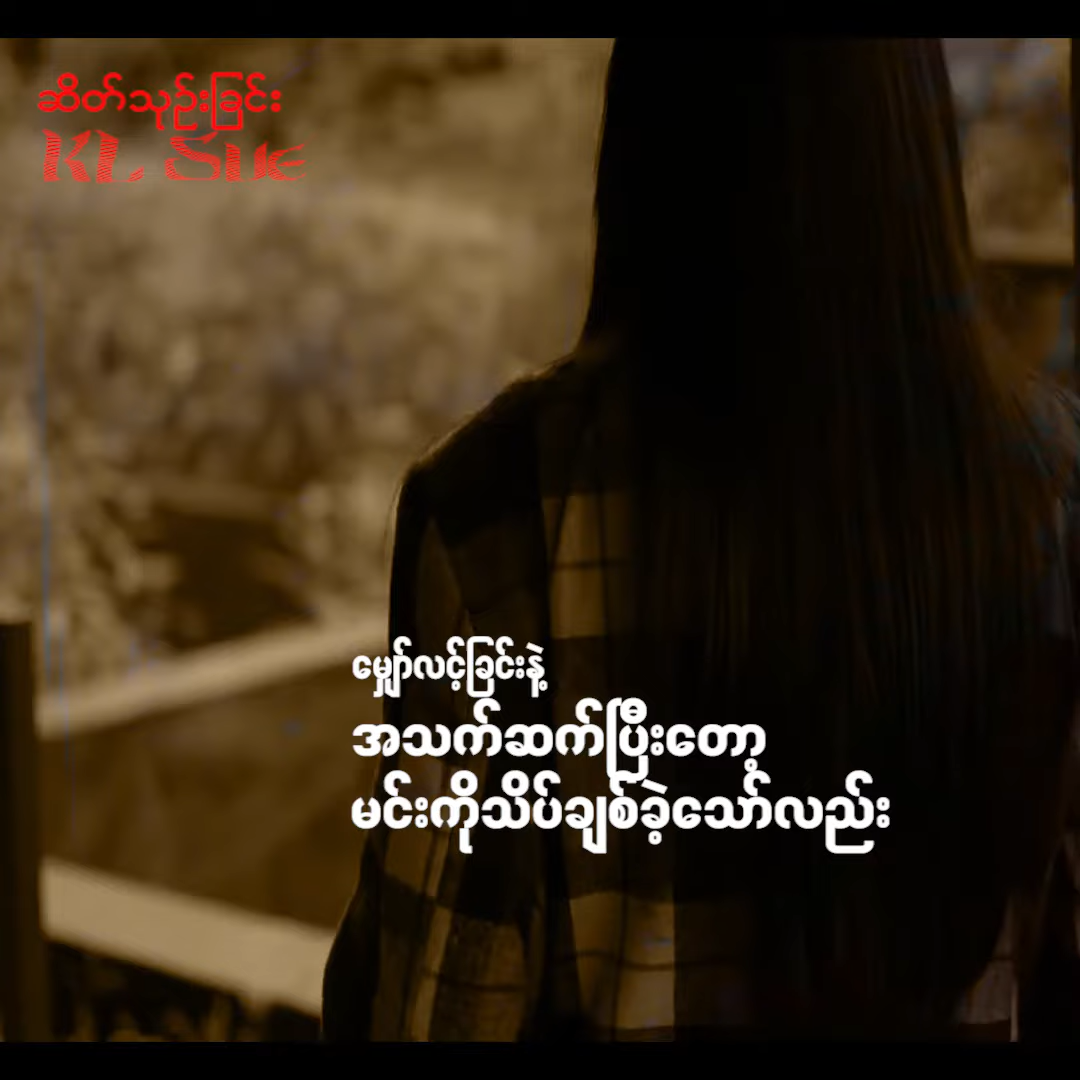 ဆိတ်သုဉ်းခြင်း
KL SUE
မျှော်လင့်ခြင်းနဲ့
အသက်ဆက်ပြီးတော့
မင်းကိုသိပ်ချစ်ခဲ့သော်လည်း